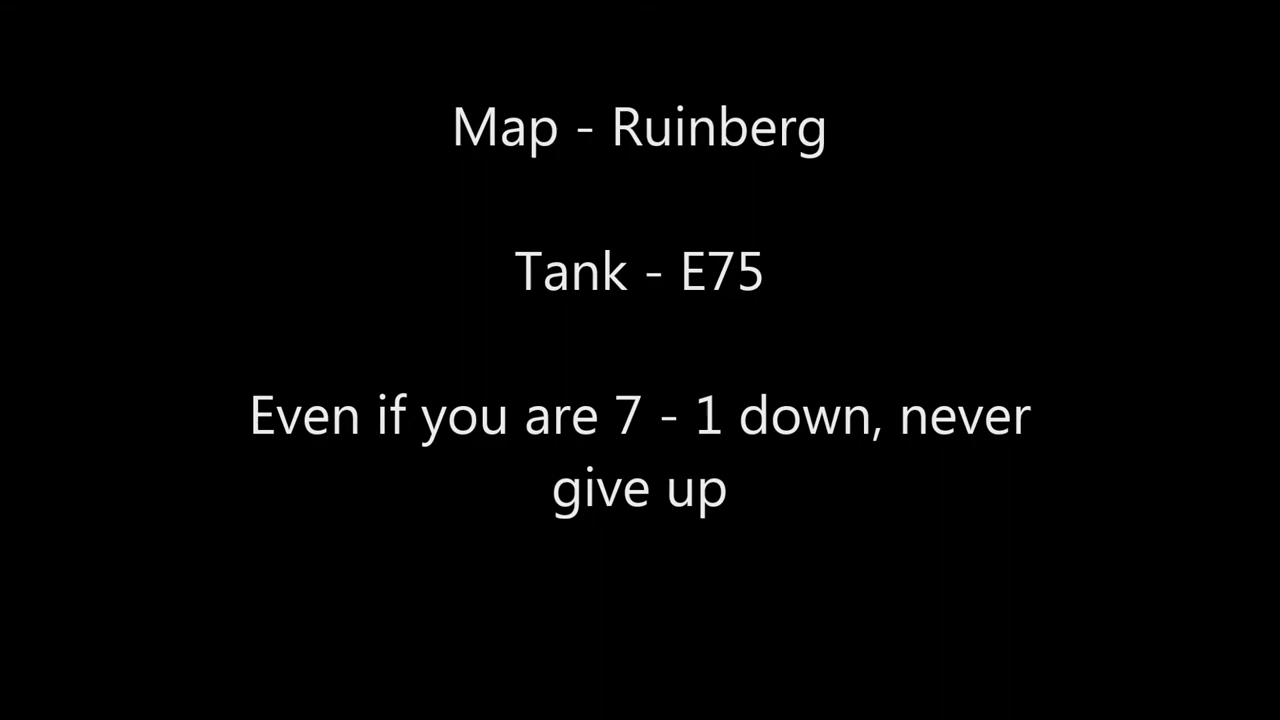 Map - Ruinberg
Tank - E75
Even if you are 7 - 1 down, never
give up